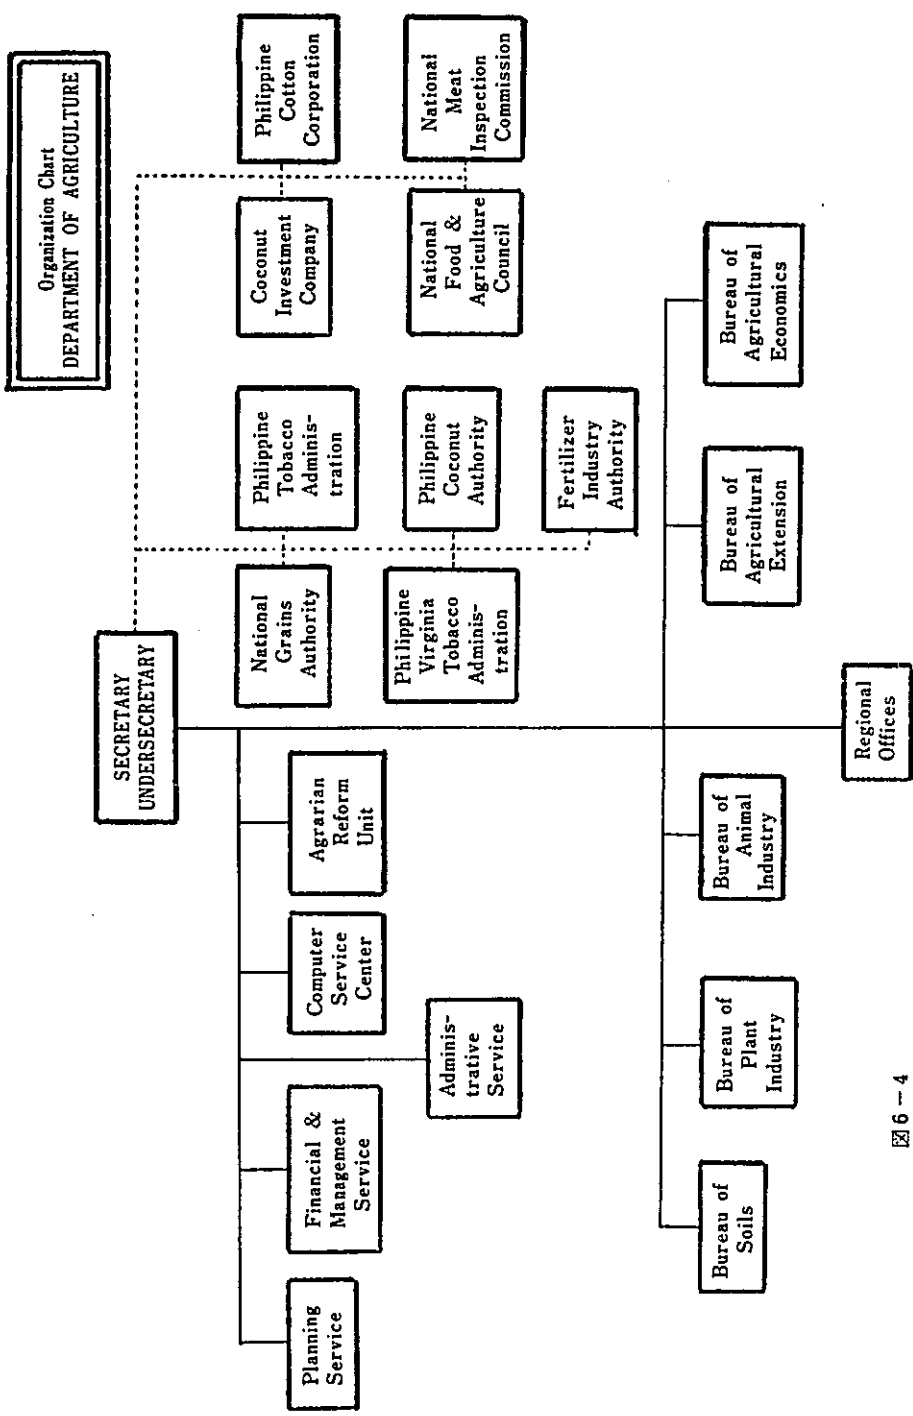 Organization Chart
DEPARTMENT OF AGRICULTURE
SECRETARY
UNDERSECRETARY
Planning
Service
Financial &
Management
Service
Adminis-
trative
Service
Computer
Service
Center
Agrarian
Reform
Unit
National
Grains
Authority
Philippine
Tobacco
Adminis-
tration
Coconut
Investment
Company
Philippine
Cotton
Corporation
Philippine
Virginia
Tobacco
Adminis-
tration
Philippine
Coconut
Authority
National
Food &
Agriculture
Council
National
Meat
Inspection
Commission
Fertilizer
Industry
Authority
Bureau of
Soils
Bureau of
Plant
Industry
Bureau of
Animal
Industry
Bureau of
Agricultural
Extension
Bureau of
Agricultural
Economics
Regional
Offices
図6-4